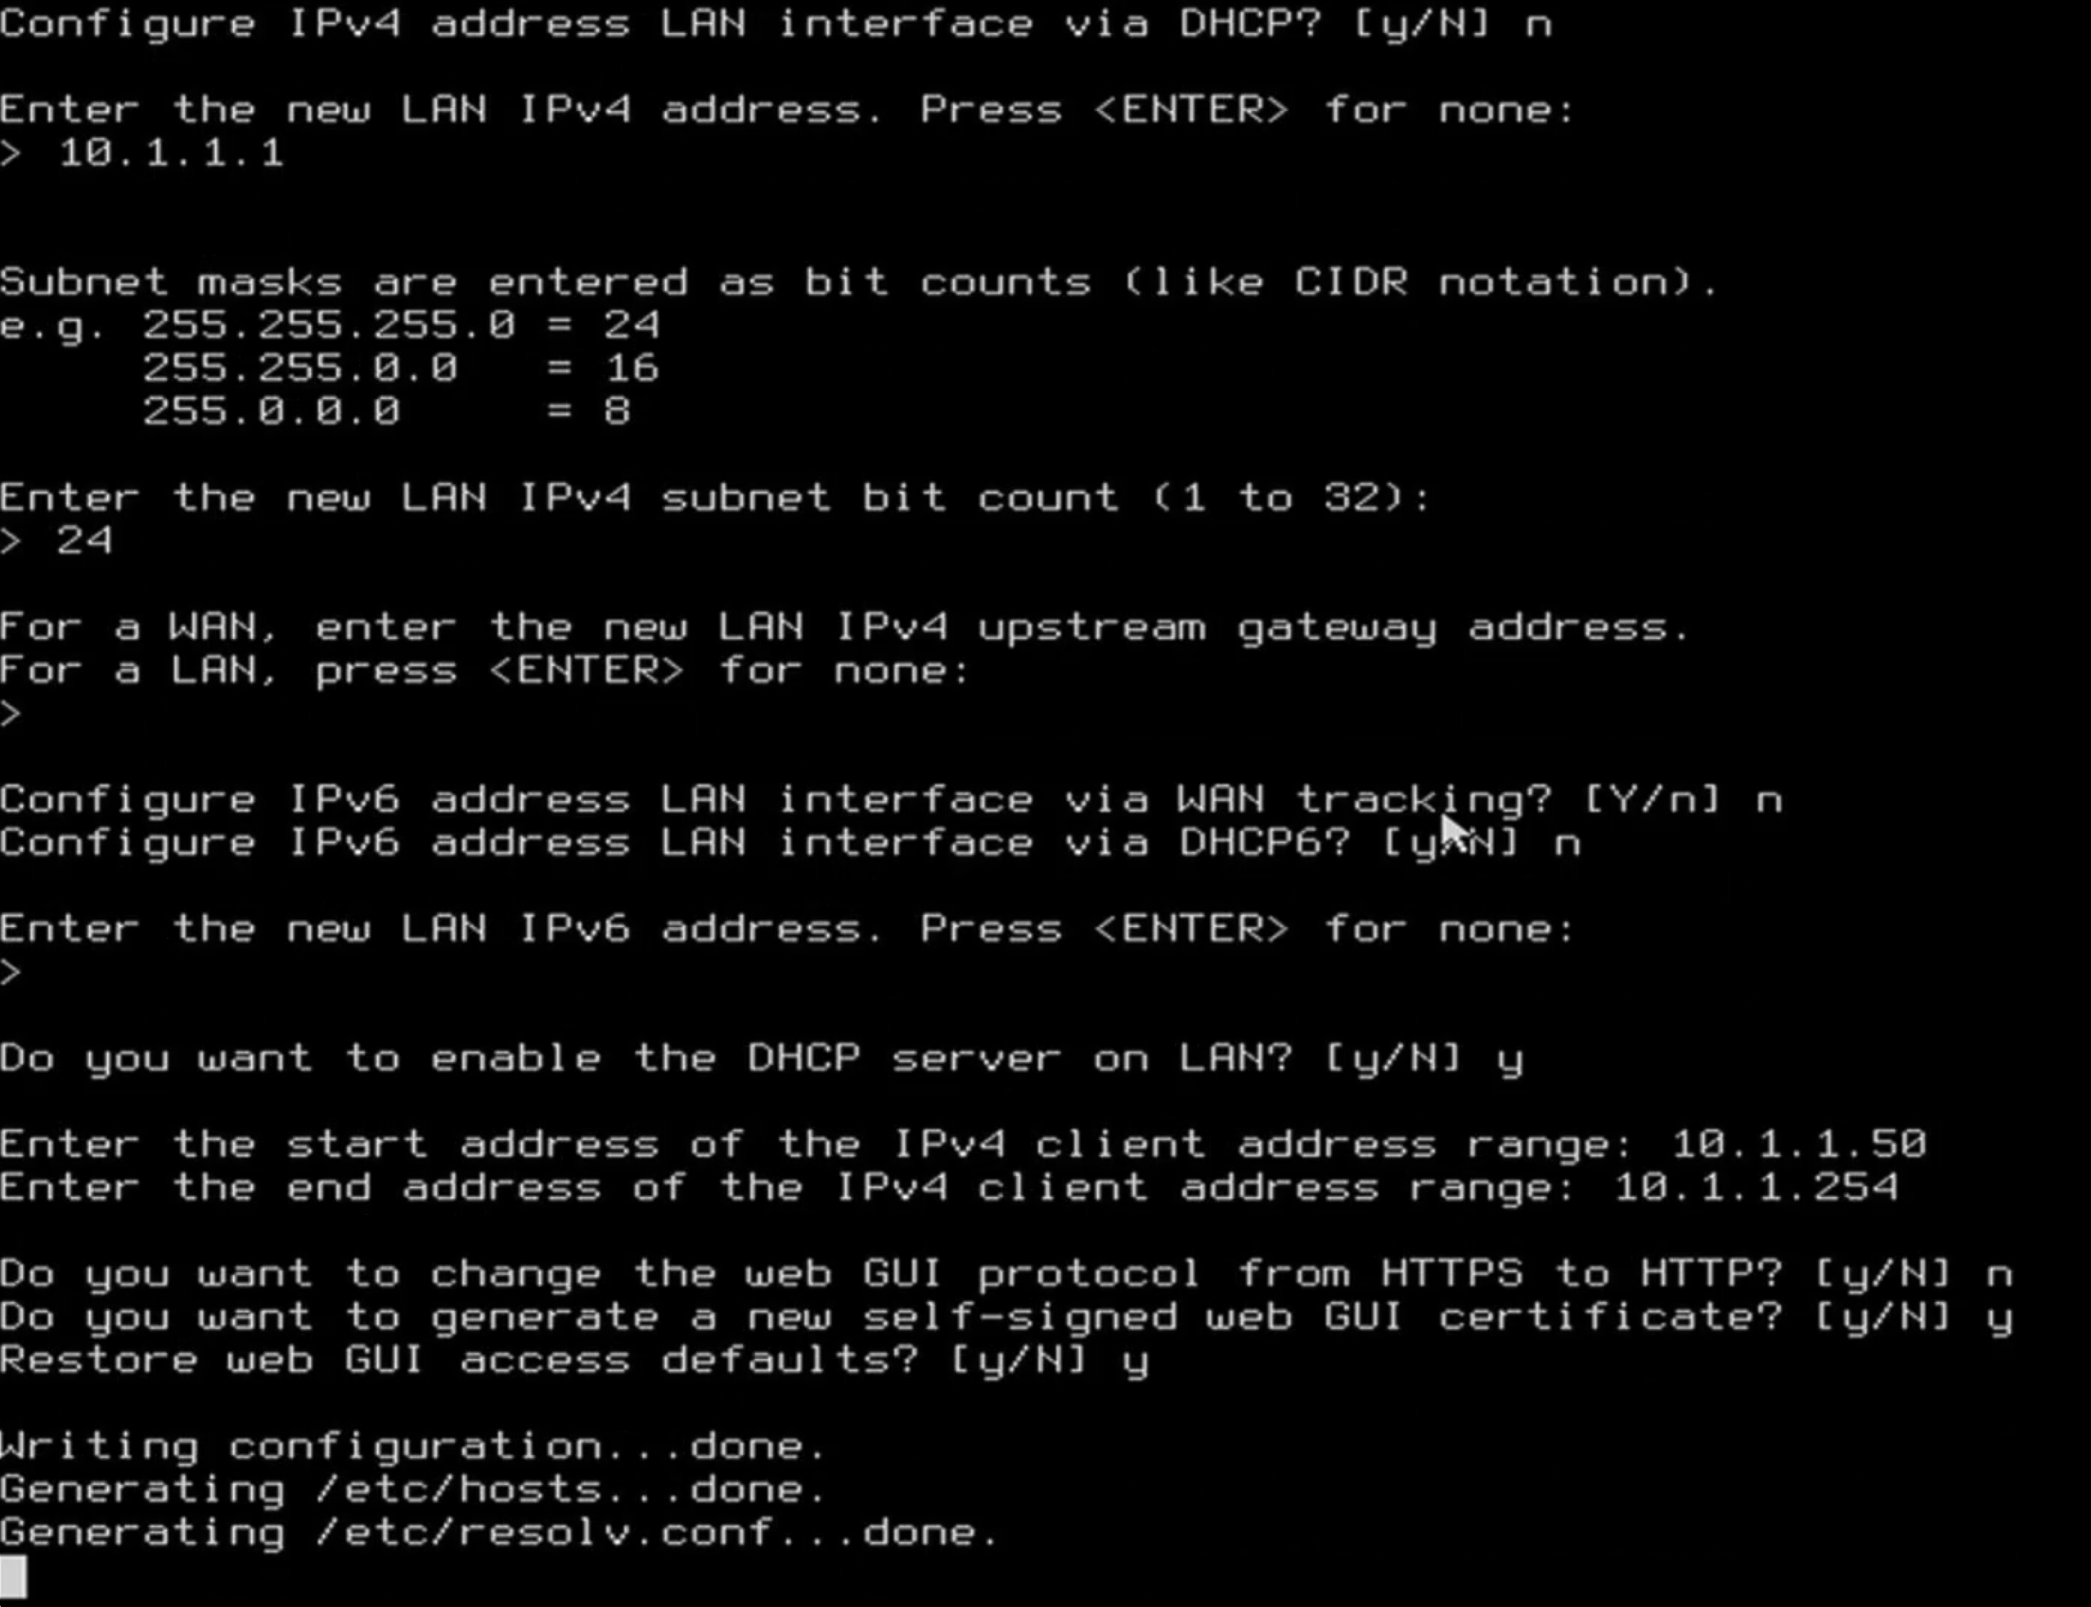 Configure IPv4 address LAN interface via DHCP? [y/N] n
Enter the new LAN IPv4 address. Press <ENTER> for none:
> 10.1.1.1
Subnet masks are entered as bit counts (like CIDR notation).
e.g. 255.255.255.0 = 24
     255.255.0.0   = 16
     255.0.0.0     = 8
Enter the new LAN IPv4 subnet bit count (1 to 32):
> 24
For a WAN, enter the new LAN IPv4 upstream gateway address.
For a LAN, press <ENTER> for none:
>
Configure IPv6 address LAN interface via WAN tracking? [Y/n] n
Configure IPv6 address LAN interface via DHCP6? [y/N] n
Enter the new LAN IPv6 address. Press <ENTER> for none:
>
Do you want to enable the DHCP server on LAN? [y/N] y
Enter the start address of the IPv4 client address range: 10.1.1.50
Enter the end address of the IPv4 client address range: 10.1.1.254
Do you want to change the web GUI protocol from HTTPS to HTTP? [y/N] n
Do you want to generate a new self-signed web GUI certificate? [y/N] y
Restore web GUI access defaults? [y/N] y
Writing configuration...done.
Generating /etc/hosts...done.
Generating /etc/resolv.conf...done.